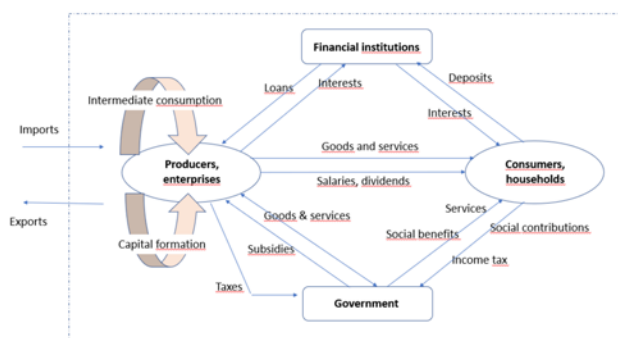 Financial institutions
Loans
Interests
Deposits
Interests
Intermediate consumption
Imports
Goods and services
Producers,
enterprises
Consumers,
households
Salaries, dividends
Exports
Goods & services
Services
Capital formation
Social benefits
Social contributions
Subsidies
Income tax
Taxes
Government